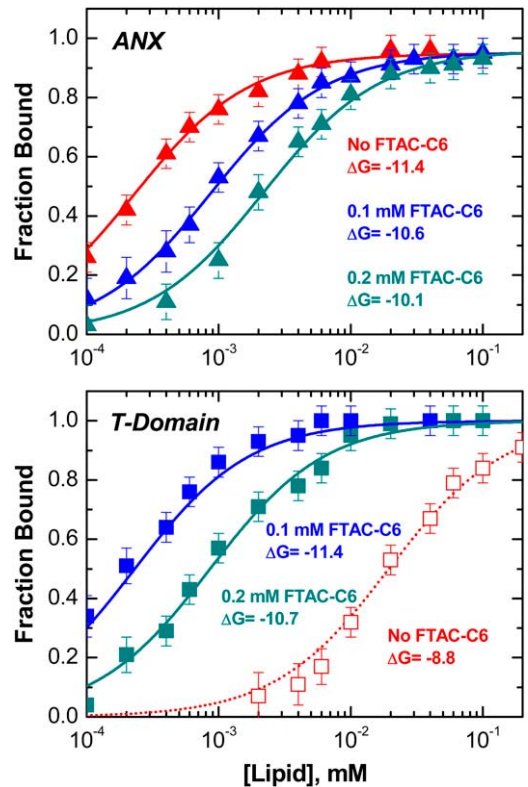 ANX
1.0
0.8
0.6
0.4
0.2
0.0
Fraction Bound
No FTAC-C6
ΔG= -11.4
0.1 mM FTAC-C6
ΔG= -10.6
0.2 mM FTAC-C6
ΔG= -10.1
10⁻⁴ 10⁻³ 10⁻² 10⁻¹
T-Domain
1.0
0.8
0.6
0.4
0.2
0.0
Fraction Bound
0.1 mM FTAC-C6
ΔG= -11.4
0.2 mM FTAC-C6
ΔG= -10.7
No FTAC-C6
ΔG= -8.8
10⁻⁴ 10⁻³ 10⁻² 10⁻¹
[Lipid], mM